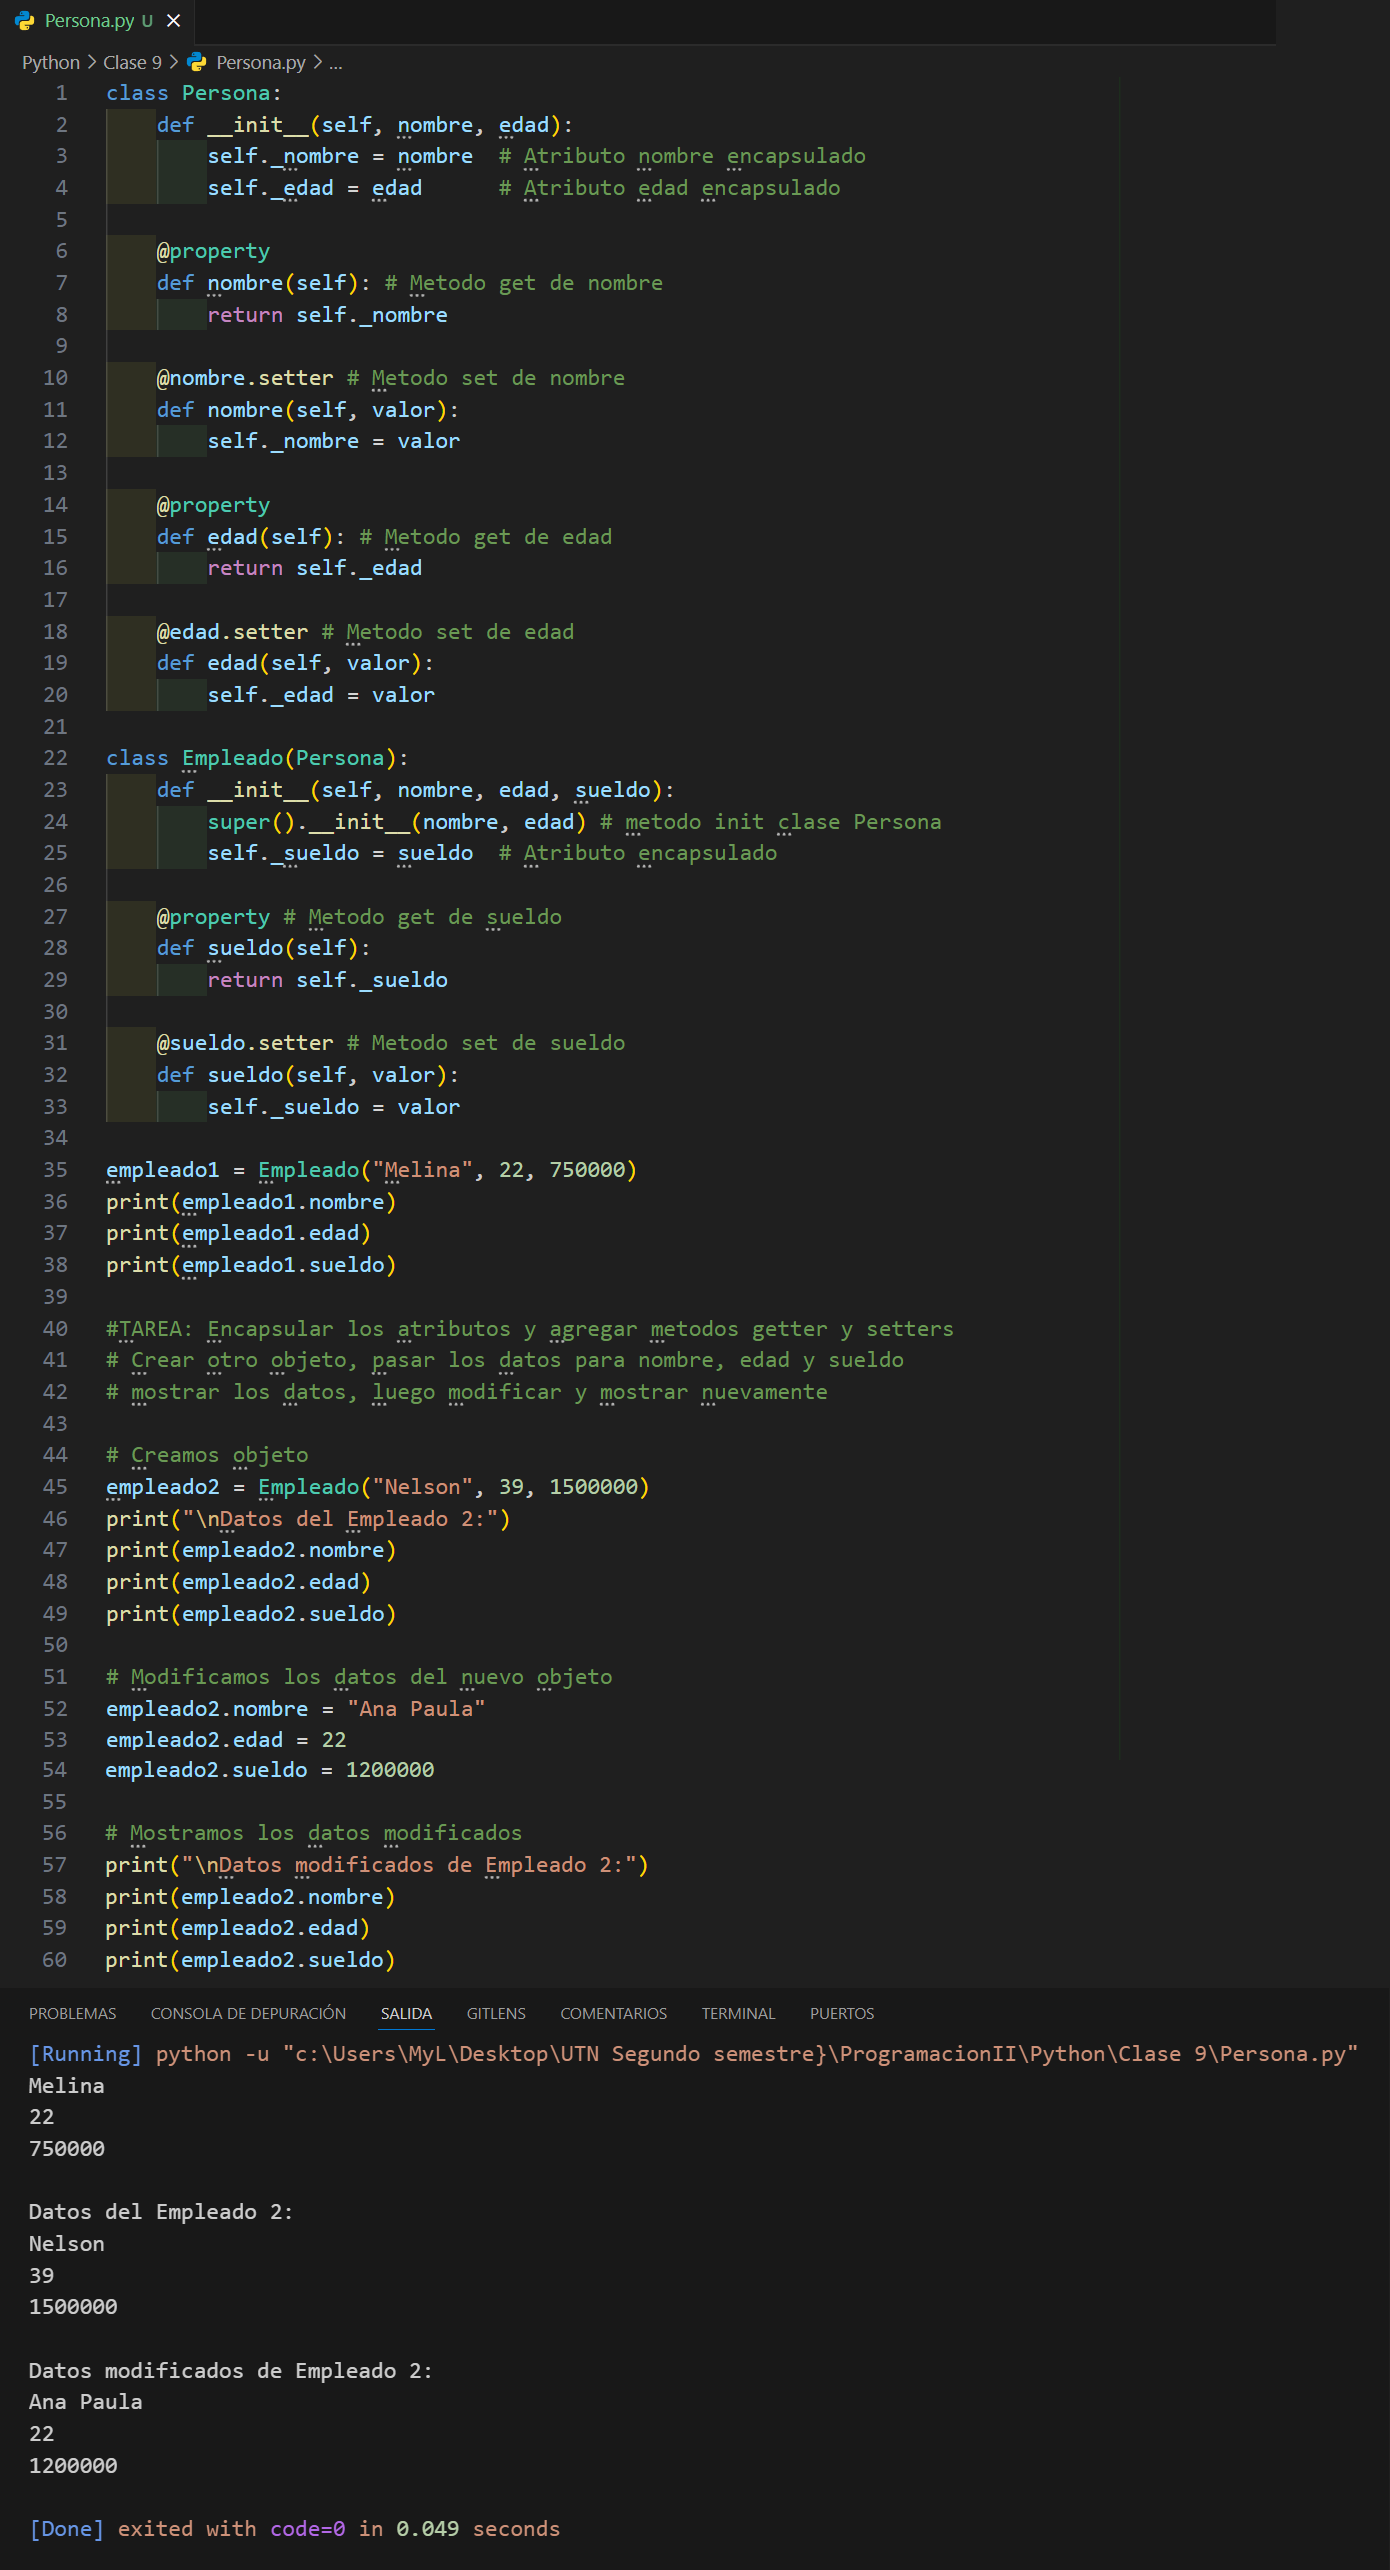 Persona.py U ×
Python > Clase 9 > Persona.py > ...
1 class Persona:
2     def __init__(self, nombre, edad):
3         self._nombre = nombre  # Atributo nombre encapsulado
4         self._edad = edad      # Atributo edad encapsulado
5
6     @property
7     def nombre(self): # Metodo get de nombre
8         return self._nombre
9
10     @nombre.setter # Metodo set de nombre
11     def nombre(self, valor):
12         self._nombre = valor
13
14     @property
15     def edad(self): # Metodo get de edad
16         return self._edad
17
18     @edad.setter # Metodo set de edad
19     def edad(self, valor):
20         self._edad = valor
21
22 class Empleado(Persona):
23     def __init__(self, nombre, edad, sueldo):
24         super().__init__(nombre, edad) # metodo init clase Persona
25         self._sueldo = sueldo  # Atributo encapsulado
26
27     @property # Metodo get de sueldo
28     def sueldo(self):
29         return self._sueldo
30
31     @sueldo.setter # Metodo set de sueldo
32     def sueldo(self, valor):
33         self._sueldo = valor
34
35 empleado1 = Empleado("Melina", 22, 750000)
36 print(empleado1.nombre)
37 print(empleado1.edad)
38 print(empleado1.sueldo)
39
40 #TAREA: Encapsular los atributos y agregar metodos getter y setters
41 # Crear otro objeto, pasar los datos para nombre, edad y sueldo
42 # mostrar los datos, luego modificar y mostrar nuevamente
43
44 # Creamos objeto
45 empleado2 = Empleado("Nelson", 39, 1500000)
46 print("\nDatos del Empleado 2:")
47 print(empleado2.nombre)
48 print(empleado2.edad)
49 print(empleado2.sueldo)
50
51 # Modificamos los datos del nuevo objeto
52 empleado2.nombre = "Ana Paula"
53 empleado2.edad = 22
54 empleado2.sueldo = 1200000
55
56 # Mostramos los datos modificados
57 print("\nDatos modificados de Empleado 2:")
58 print(empleado2.nombre)
59 print(empleado2.edad)
60 print(empleado2.sueldo)
PROBLEMAS CONSOLA DE DEPURACIÓN SALIDA GITLENS COMENTARIOS TERMINAL PUERTOS
[Running] python -u "c:\Users\MyL\Desktop\UTN Segundo semestre}\ProgramacionII\Python\Clase 9\Persona.py"
Melina
22
750000

Datos del Empleado 2:
Nelson
39
1500000

Datos modificados de Empleado 2:
Ana Paula
22
1200000

[Done] exited with code=0 in 0.049 seconds